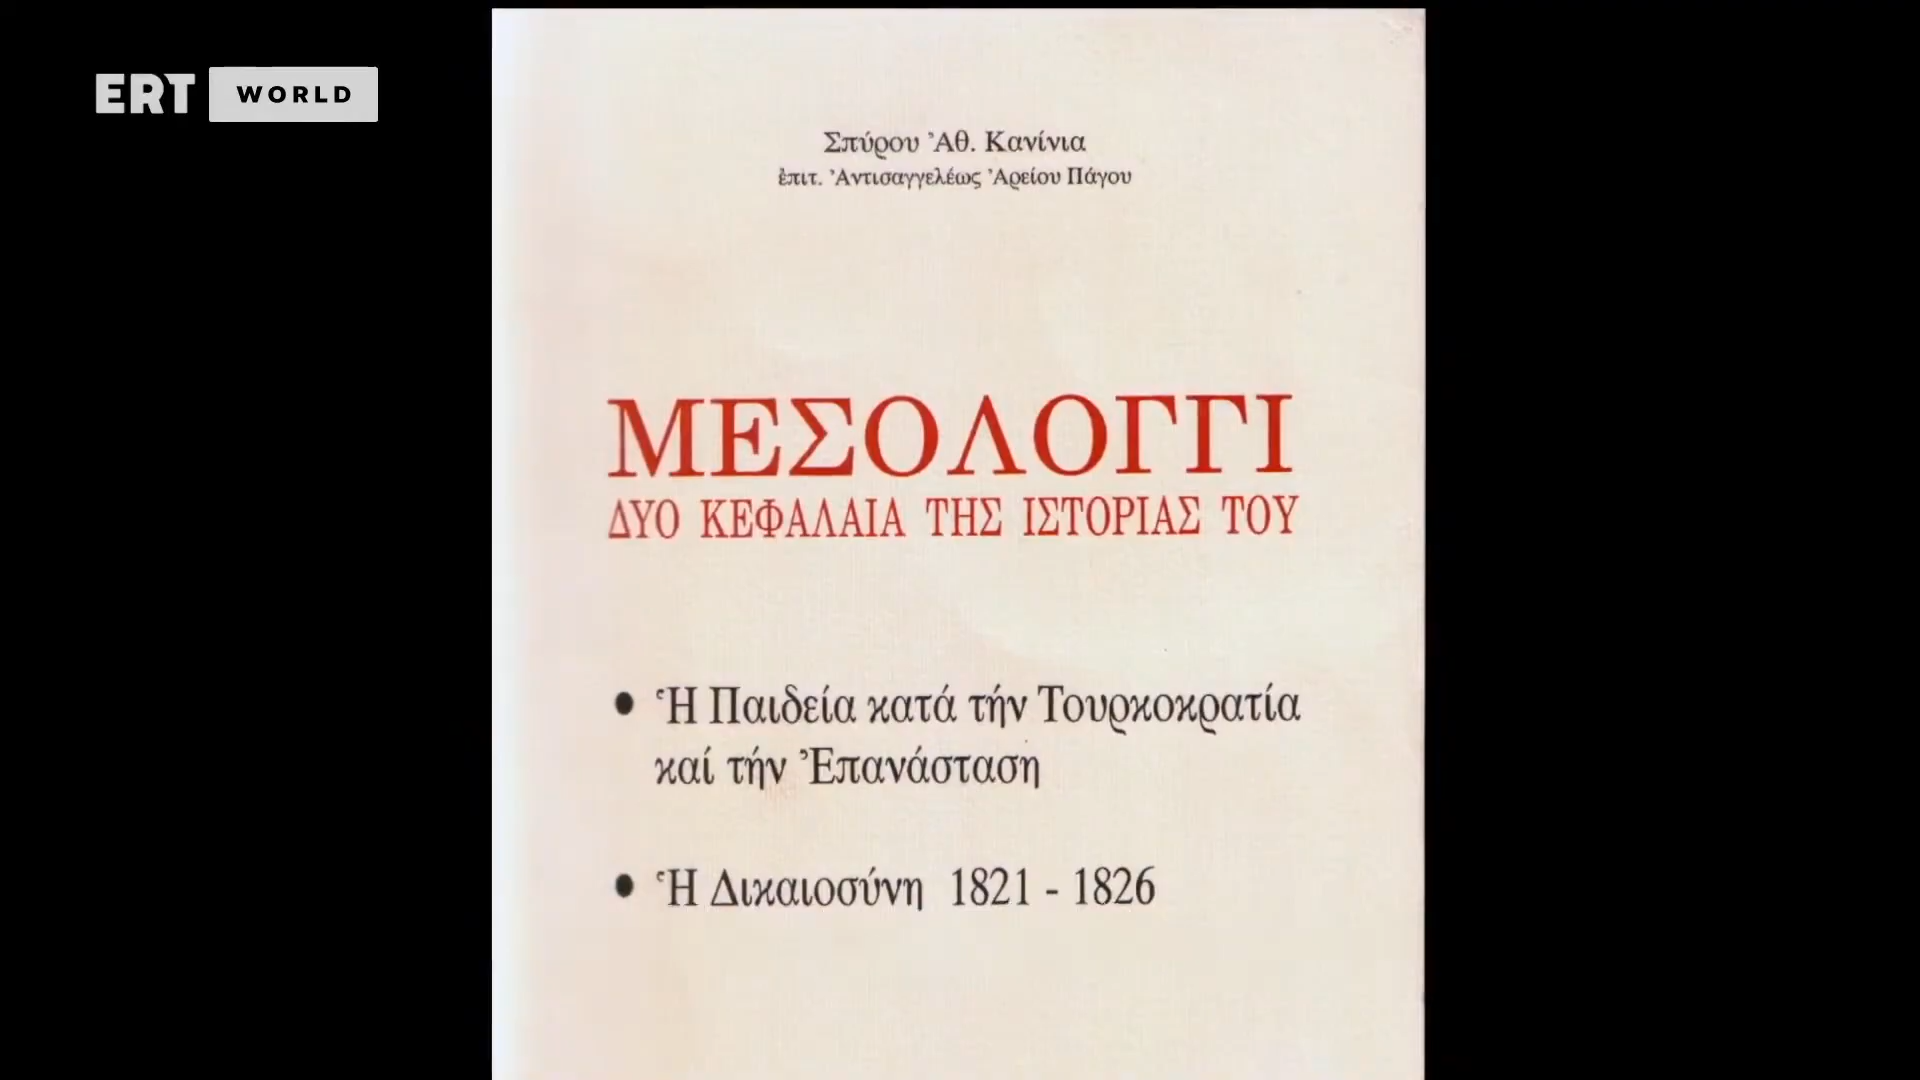 ERT WORLD
Σπύρου Ἀθ. Κανίνια
ἐπιτ. Ἀντισαγγελέως Ἀρείου Πάγου
ΜΕΣΟΛΟΓΓΙ
ΔΥΟ ΚΕΦΑΛΑΙΑ ΤΗΣ ΙΣΤΟΡΙΑΣ ΤΟΥ
• Ἡ Παιδεία κατά τήν Τουρκοκρατία
καί τήν Ἐπανάσταση
• Ἡ Δικαιοσύνη 1821 - 1826